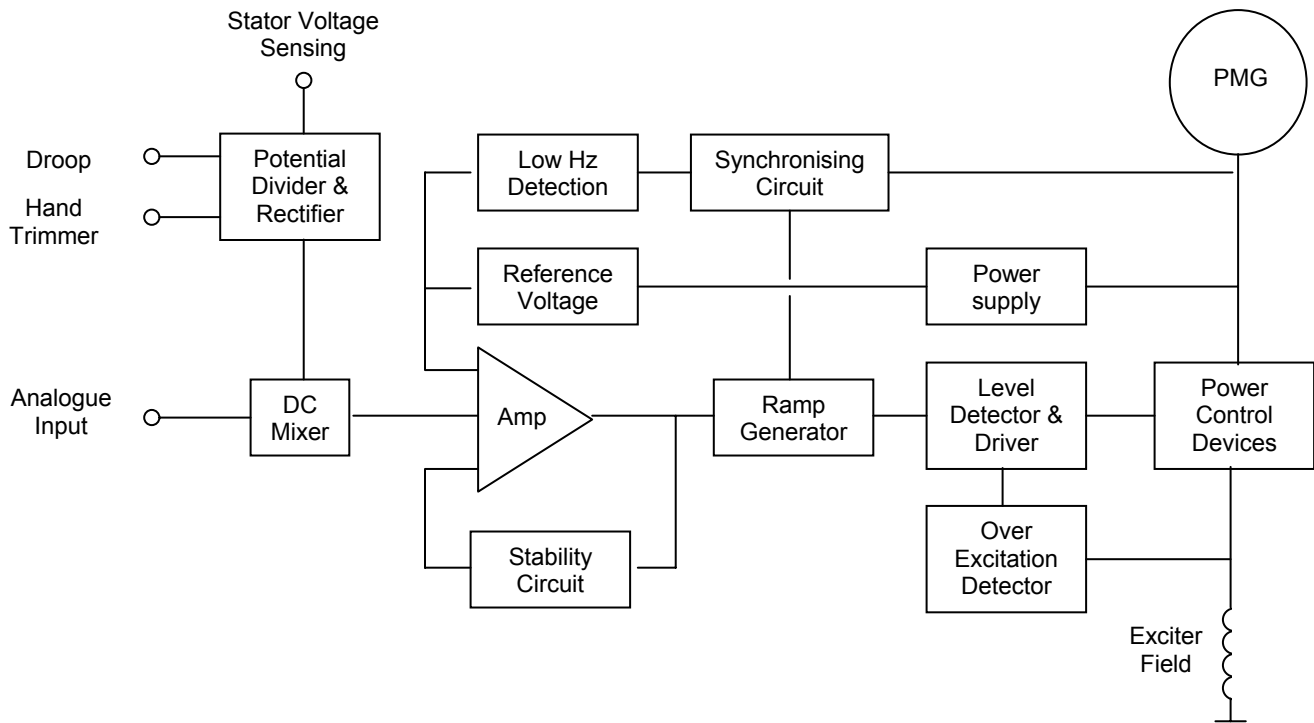 Stator Voltage
Sensing
PMG
Droop
Potential
Divider &
Rectifier
Low Hz
Detection
Synchronising
Circuit
Hand
Trimmer
Reference
Voltage
Power
supply
Analogue
Input
DC
Mixer
Amp
Ramp
Generator
Level
Detector &
Driver
Power
Control
Devices
Stability
Circuit
Over
Excitation
Detector
Exciter
Field